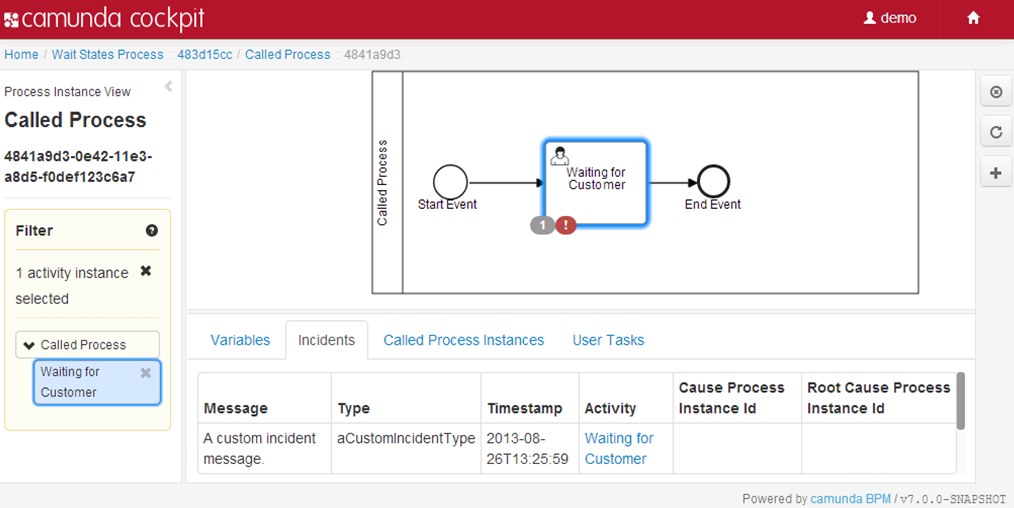 camunda cockpit
demo
Home / Wait States Process : 483d15cc / Called Process : 4841a9d3
Process Instance View
Called Process
4841a9d3-0e42-11e3-
a8d5-f0def123c6a7
Filter
?
1 activity instance
selected
Called Process
Waiting for
Customer
Called Process
Start Event
Waiting for
Customer
1
!
End Event
Variables
Incidents
Called Process Instances
User Tasks
Message
Type
Timestamp
Activity
Cause Process
Instance Id
Root Cause Process
Instance Id
A custom incident
message.
aCustomIncidentType
2013-08-
26T13:25:59
Waiting for
Customer
Powered by camunda BPM / v7.0.0-SNAPSHOT